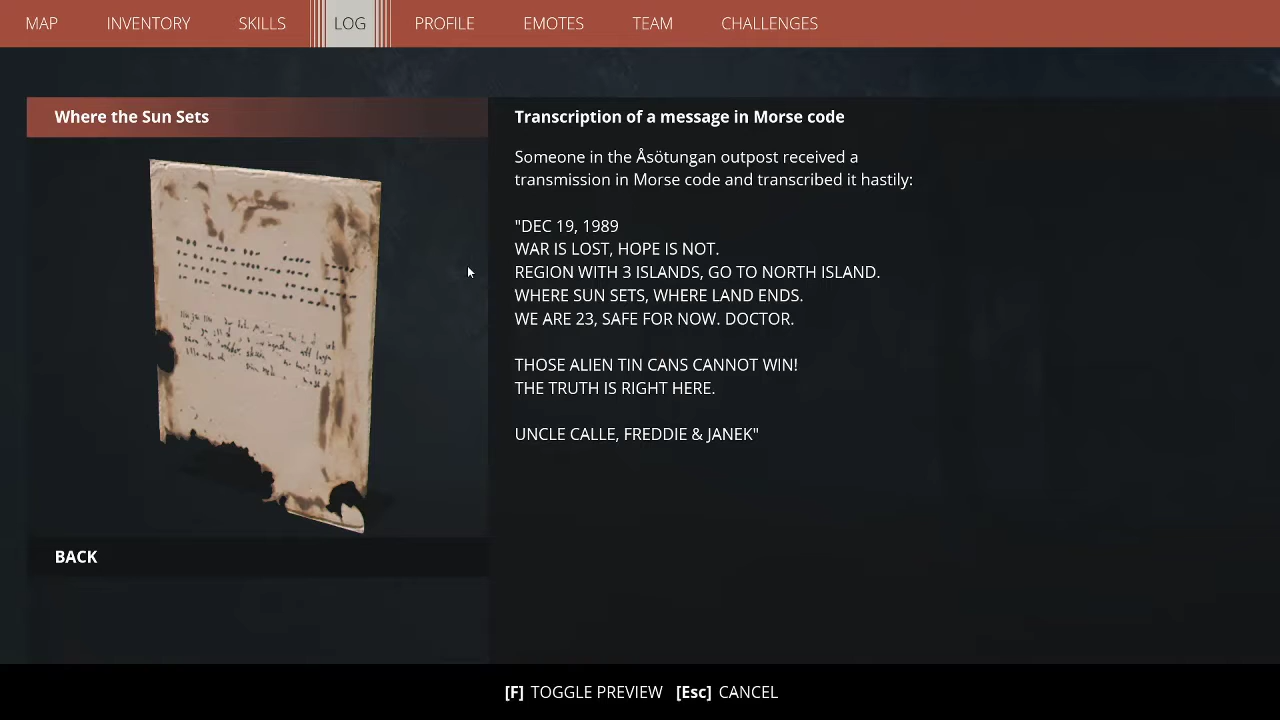 MAP INVENTORY SKILLS LOG PROFILE EMOTES TEAM CHALLENGES
Where the Sun Sets
BACK
Transcription of a message in Morse code
Someone in the Åsötungan outpost received a
transmission in Morse code and transcribed it hastily:
"DEC 19, 1989
WAR IS LOST, HOPE IS NOT.
REGION WITH 3 ISLANDS, GO TO NORTH ISLAND.
WHERE SUN SETS, WHERE LAND ENDS.
WE ARE 23, SAFE FOR NOW. DOCTOR.
THOSE ALIEN TIN CANS CANNOT WIN!
THE TRUTH IS RIGHT HERE.
UNCLE CALLE, FREDDIE & JANEK"
[F] TOGGLE PREVIEW [Esc] CANCEL